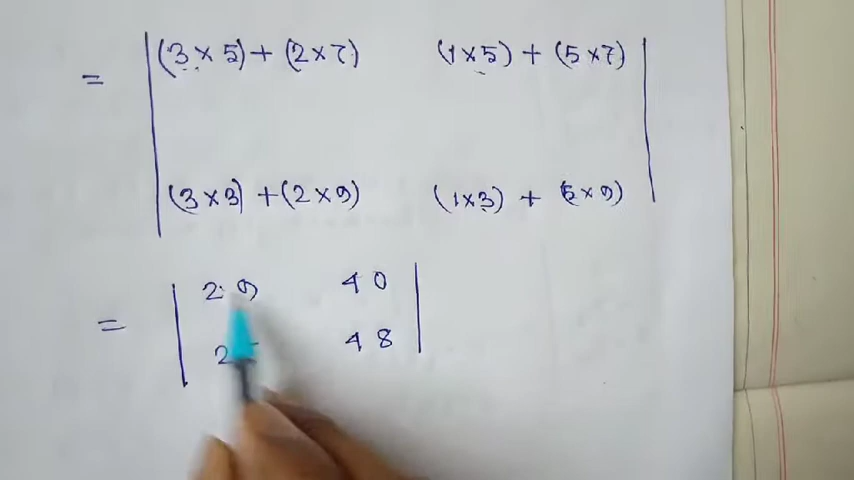 = | (3 × 5) + (2 × 7) (1 × 5) + (5 × 7) |
(3 × 3) + (2 × 9) (1 × 3) + (5 × 9)
= | 29 40 |
48